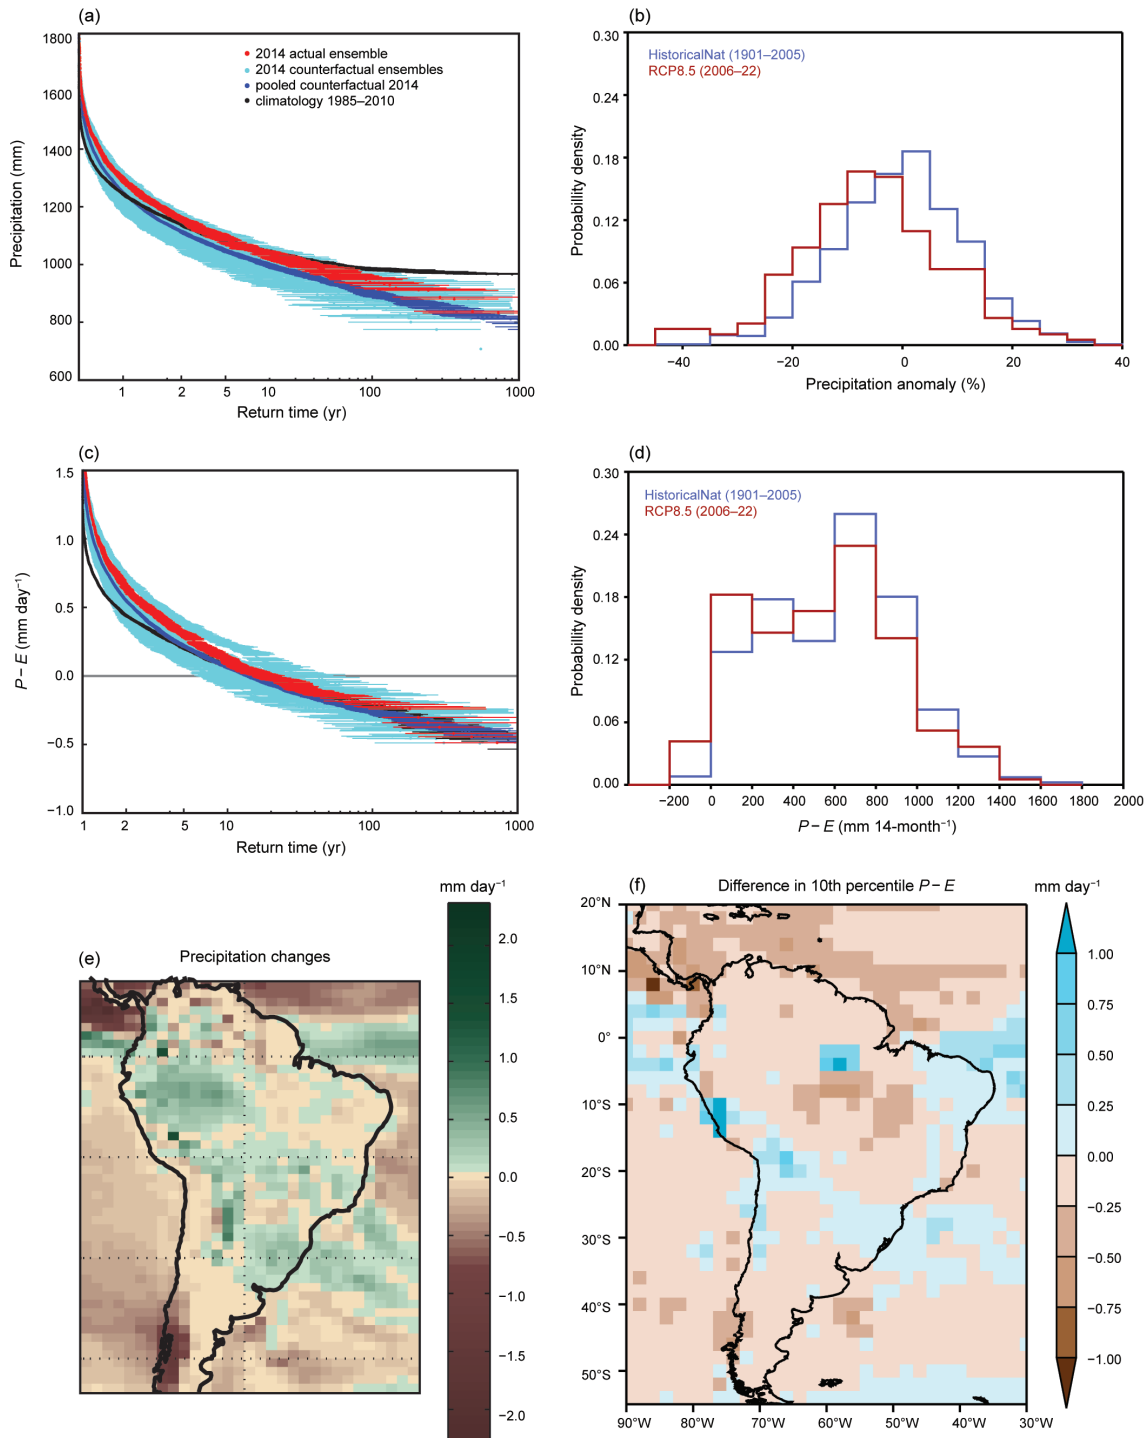 (a)
1800
1600
1400
1200
1000
800
600
Precipitation (mm)
2014 actual ensemble
2014 counterfactual ensembles
pooled counterfactual 2014
climatology 1985–2010
1 2 5 10 100 1000
Return time (yr)
(b)
0.30
0.24
0.18
0.12
0.06
0.00
Probabillity density
HistoricalNat (1901–2005)
RCP8.5 (2006–22)
−40 −20 0 20 40
Precipitation anomaly (%)
(c)
1.5
1.0
0.5
0.0
−0.5
−1.0
P – E (mm day⁻¹)
1 2 5 10 100 1000
Return time (yr)
(d)
0.30
0.24
0.18
0.12
0.06
0.00
Probabillity density
HistoricalNat (1901–2005)
RCP8.5 (2006–22)
−200 0 200 400 600 800 1000 1200 1400 1600 1800 2000
P – E (mm 14-month⁻¹)
(e)
Precipitation changes
mm day⁻¹
2.0
1.5
1.0
0.5
0.0
−0.5
−1.0
−1.5
−2.0
(f)
Difference in 10th percentile P – E
mm day⁻¹
20°N
10°N
0°
10°S
20°S
30°S
40°S
50°S
90°W 80°W 70°W 60°W 50°W 40°W 30°W
1.00
0.75
0.50
0.25
0.00
−0.25
−0.50
−0.75
−1.00